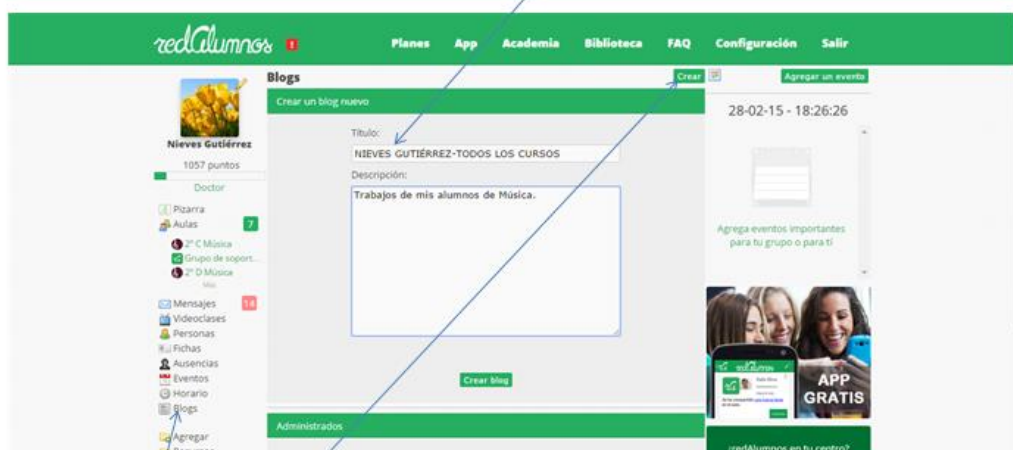 redAlumnos !
Planes App Academia Biblioteca FAQ Configuración Salir
Nieves Gutiérrez
1057 puntos
Doctor
Pizarra
Aulas 7
2º C Música
Grupo de soport...
2º D Música
Más
Mensajes 14
Videoclases
Personas
Fichas
Ausencias
Eventos
Horario
Blogs
Agregar
Blogs
Crear
Crear un blog nuevo
Título:
NIEVES GUTIÉRREZ-TODOS LOS CURSOS
Descripción:
Trabajos de mis alumnos de Música.
Crear blog
Administrados
Agregar un evento
28-02-15 - 18:26:26
Agrega eventos importantes
para tu grupo o para tí
redAlumnos
APP
GRATIS
¿redAlumnos en tu centro?